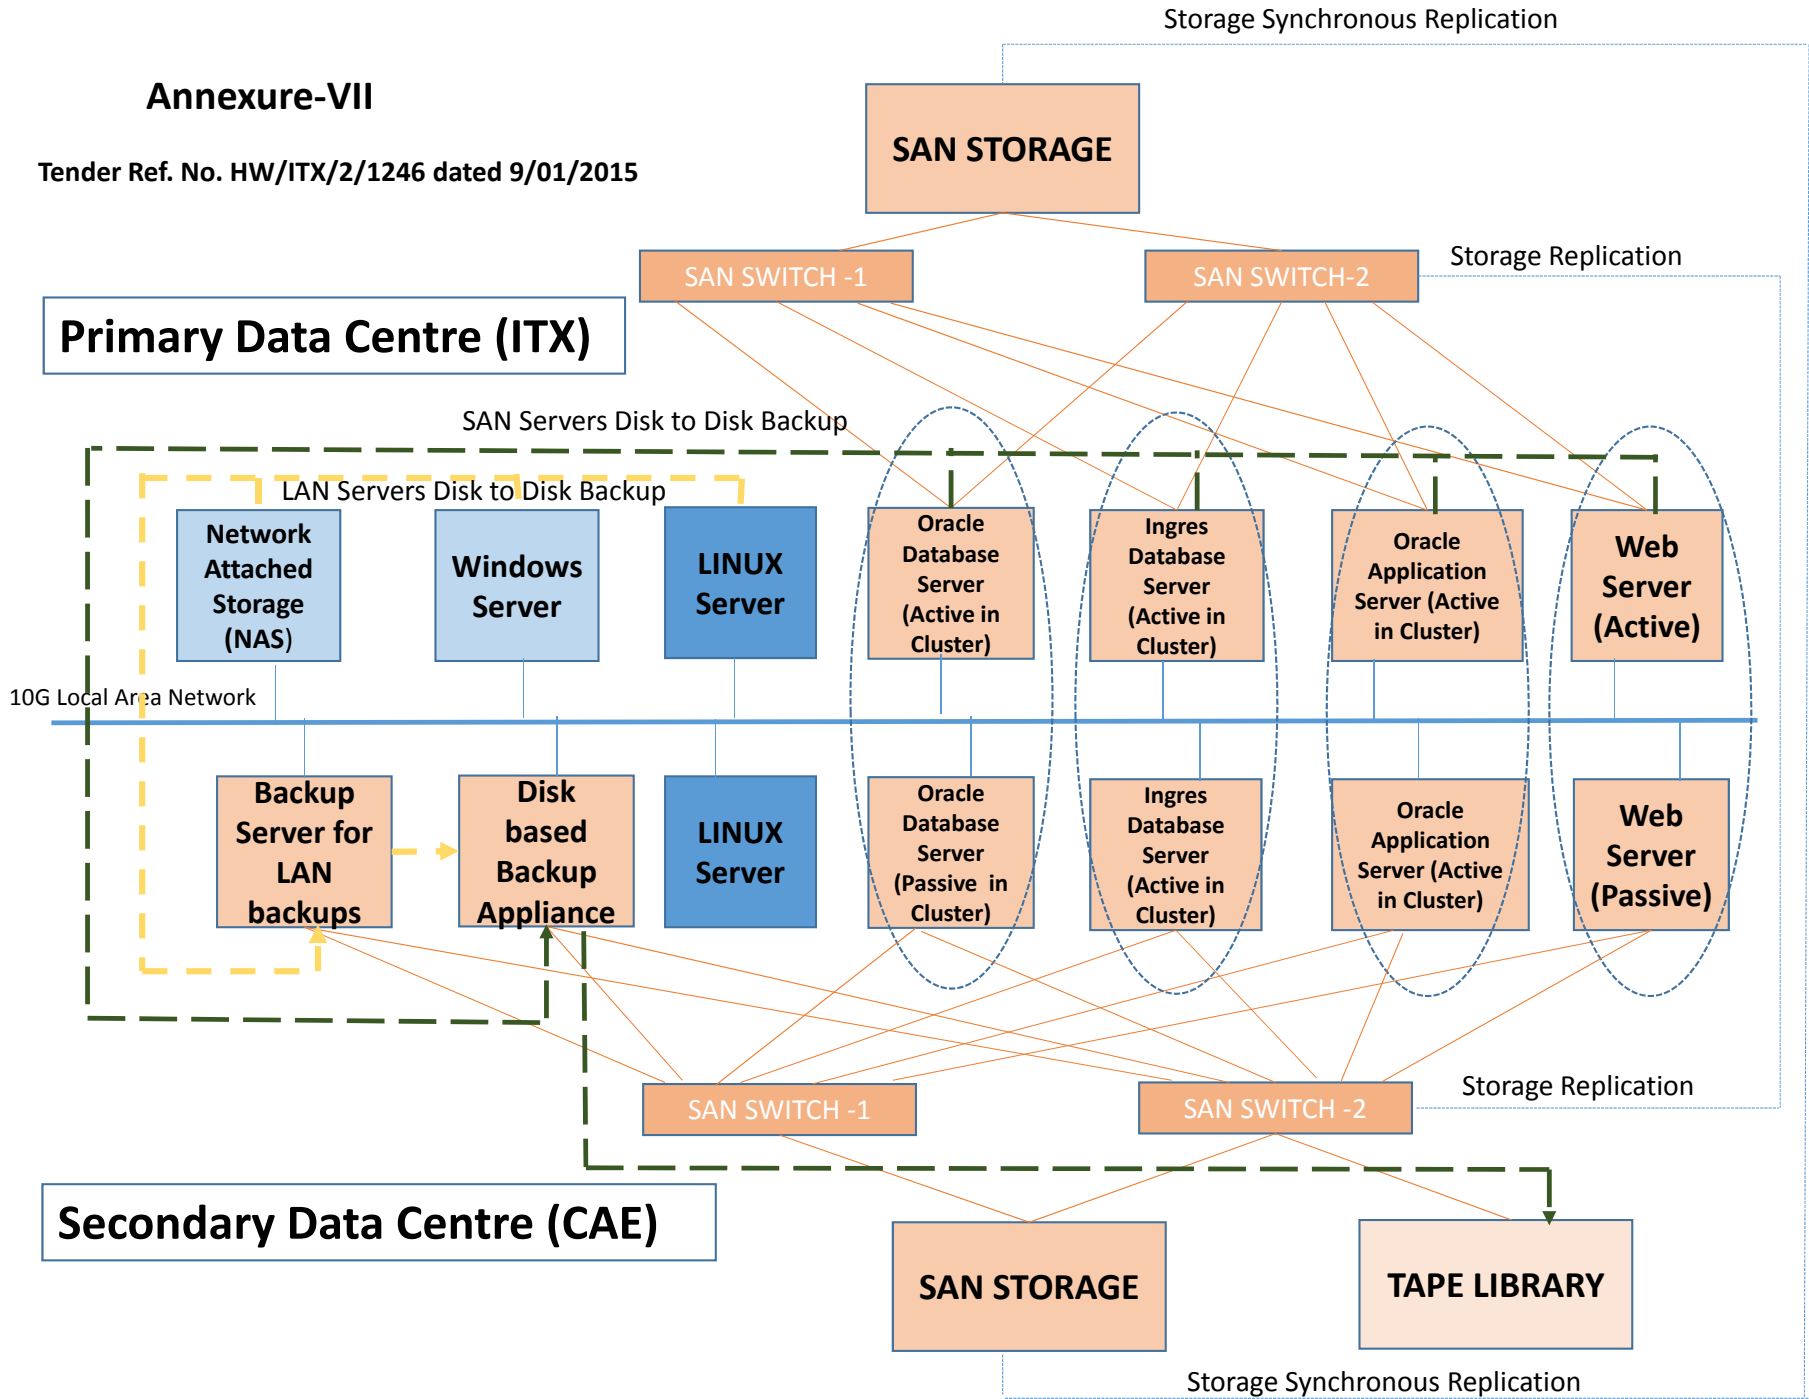 Storage Synchronous Replication
Annexure-VII
SAN STORAGE
Tender Ref. No. HW/ITX/2/1246 dated 9/01/2015
Storage Replication
SAN SWITCH -1
SAN SWITCH-2
Primary Data Centre (ITX)
SAN Servers Disk to Disk Backup
LAN Servers Disk to Disk Backup
Network
Attached
Storage
(NAS)
Windows
Server
LINUX
Server
Oracle
Database
Server
(Active in
Cluster)
Ingres
Database
Server
(Active in
Cluster)
Oracle
Application
Server (Active
in Cluster)
Web
Server
(Active)
10G Local Area Network
Backup
Server for
LAN
backups
Disk
based
Backup
Appliance
LINUX
Server
Oracle
Database
Server
(Passive in
Cluster)
Ingres
Database
Server
(Active in
Cluster)
Oracle
Application
Server (Active
in Cluster)
Web
Server
(Passive)
Storage Replication
SAN SWITCH -1
SAN SWITCH -2
Secondary Data Centre (CAE)
SAN STORAGE
TAPE LIBRARY
Storage Synchronous Replication